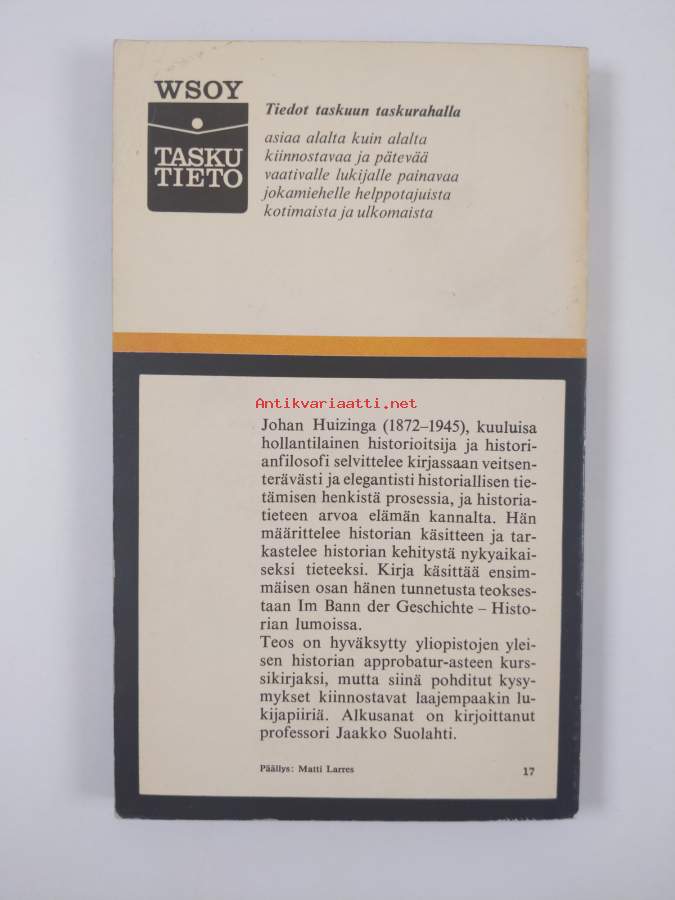 WSOY
TASKU
TIETO
Tiedot taskuun taskurahalla
asiaa alalta kuin alalta
kiinnostavaa ja pätevää
vaativalle lukijalle painavaa
jokamiehelle helppotajuista
kotimaista ja ulkomaista
Antikvariaatti.net
Johan Huizinga (1872–1945), kuuluisa
hollantilainen historioitsija ja histori-
anfilosofi selvittelee kirjassaan veitsen-
terävästi ja elegantisti historiallisen tie-
tämisen henkistä prosessia, ja historia-
tieteen arvoa elämän kannalta. Hän
määrittelee historian käsitteen ja tar-
kastelee historian kehitystä nykyaikai-
seksi tieteeksi. Kirja käsittää ensim-
mäisen osan hänen tunnetusta teokses-
taan Im Bann der Geschichte – Histo-
rian lumoissa.
Teos on hyväksytty yliopistojen ylei-
sen historian approbatur-asteen kurs-
sikirjaksi, mutta siinä pohditut kysy-
mykset kiinnostavat laajempaakin lu-
kijapiiriä. Alkusanat on kirjoittanut
professori Jaakko Suolahti.
Päällys: Matti Larres 17